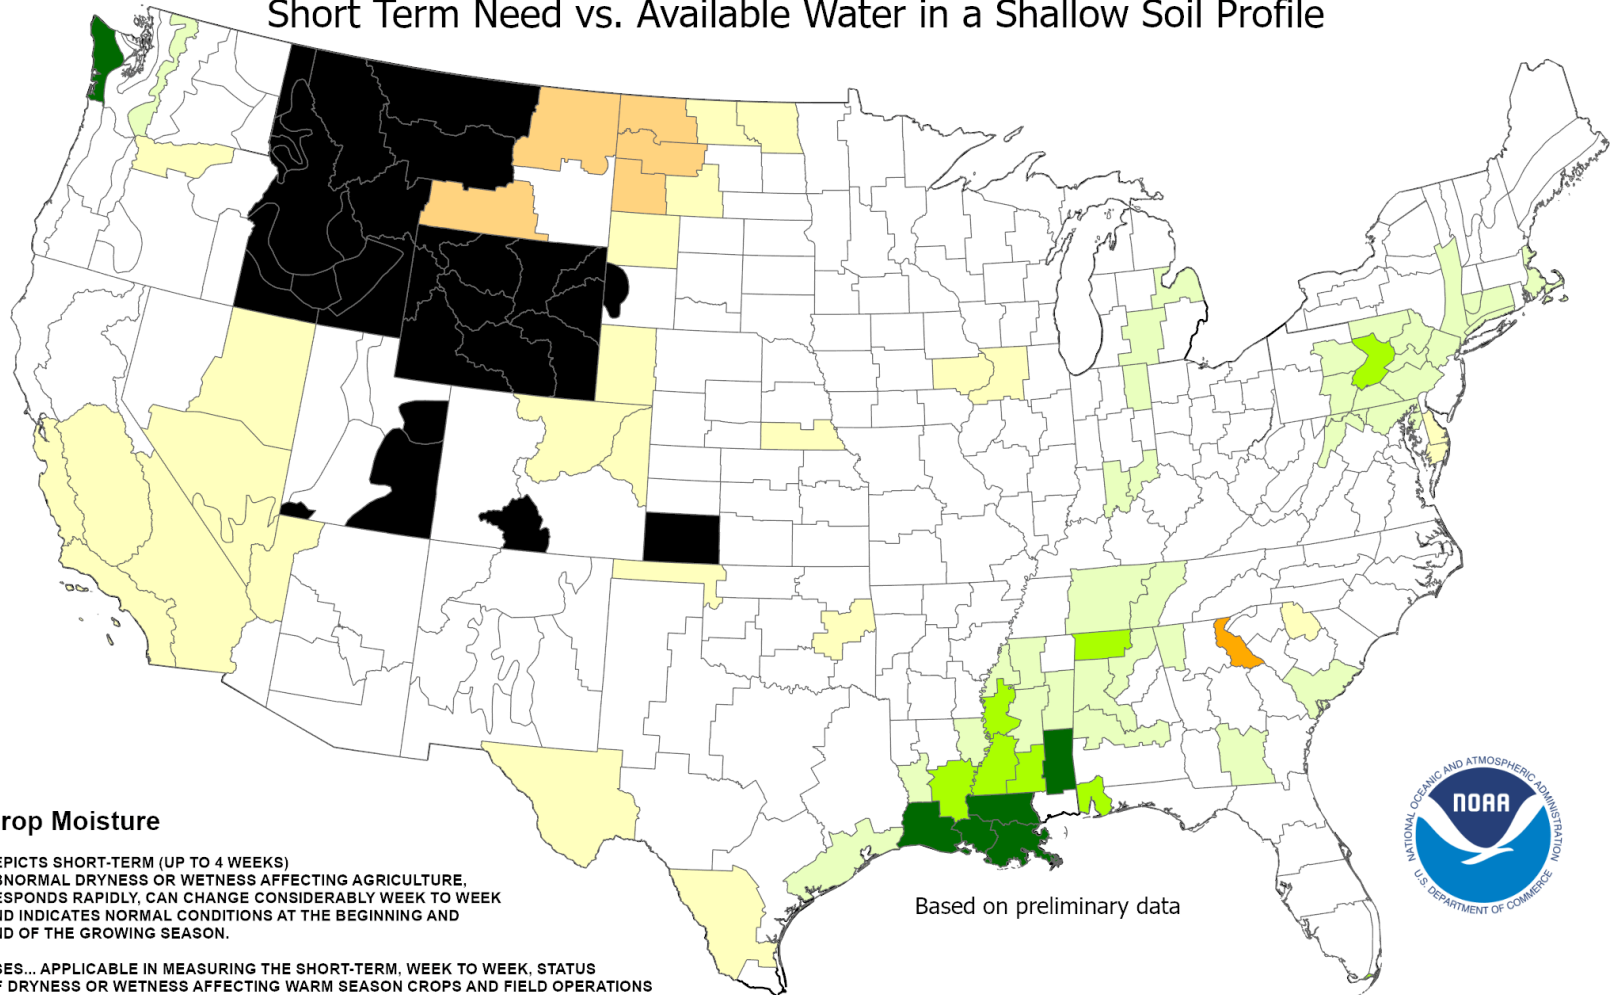 Short Term Need vs. Available Water in a Shallow Soil Profile
rop Moisture
EPICTS SHORT-TERM (UP TO 4 WEEKS)
BNORMAL DRYNESS OR WETNESS AFFECTING AGRICULTURE,
ESPONDS RAPIDLY, CAN CHANGE CONSIDERABLY WEEK TO WEEK
ND INDICATES NORMAL CONDITIONS AT THE BEGINNING AND
ND OF THE GROWING SEASON.
SES... APPLICABLE IN MEASURING THE SHORT-TERM, WEEK TO WEEK, STATUS
F DRYNESS OR WETNESS AFFECTING WARM SEASON CROPS AND FIELD OPERATIONS
Based on preliminary data
NATIONAL OCEANIC AND ATMOSPHERIC ADMINISTRATION
NOAA
U.S. DEPARTMENT OF COMMERCE